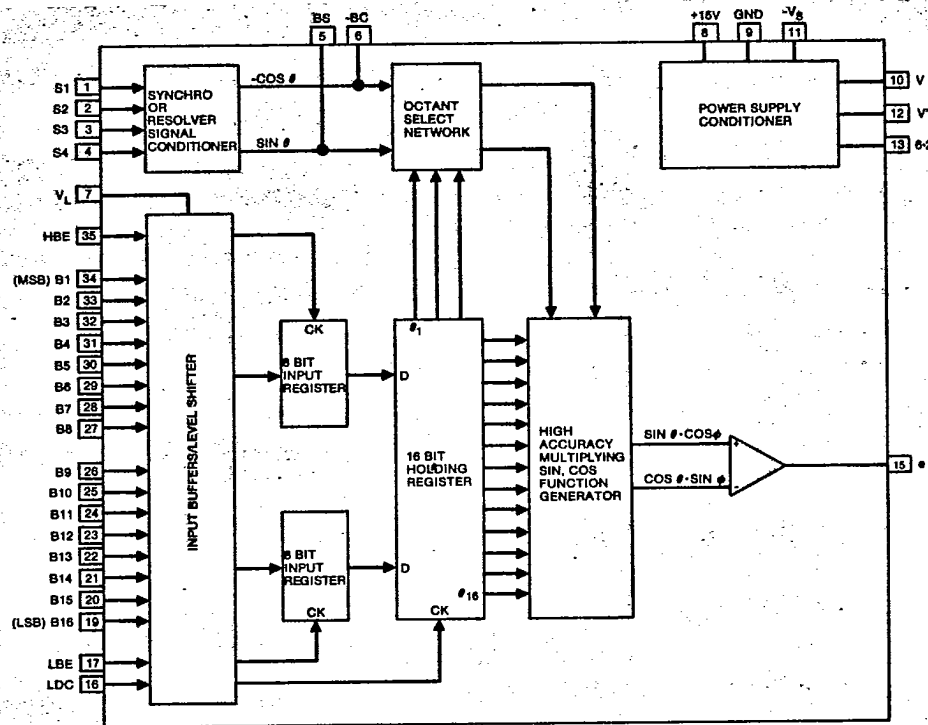 BS
-BC
+15V
GND
-VS
5
6
8
9
11
S1 1
S2 2
S3 3
S4 4
SYNCHRO
OR
RESOLVER
SIGNAL
CONDITIONER
-COS θ
SIN θ
OCTANT
SELECT
NETWORK
POWER SUPPLY
CONDITIONER
10 V
12 V
13
VL 7
HBE 35
(MSB) B1 34
B2 33
B3 32
B4 31
B5 30
B6 29
B7 28
B8 27
B9 26
B10 25
B11 24
B12 23
B13 22
B14 21
B15 20
(LSB) B16 19
LBE 17
LDC 16
INPUT BUFFERS/LEVEL SHIFTER
CK
8 BIT
INPUT
REGISTER
8 BIT
INPUT
REGISTER
CK
θ1
D
16 BIT
HOLDING
REGISTER
D
θ16
CK
HIGH
ACCURACY
MULTIPLYING
SIN, COS
FUNCTION
GENERATOR
SIN θ·COSϕ
COS θ·SIN ϕ
+
-
15 e